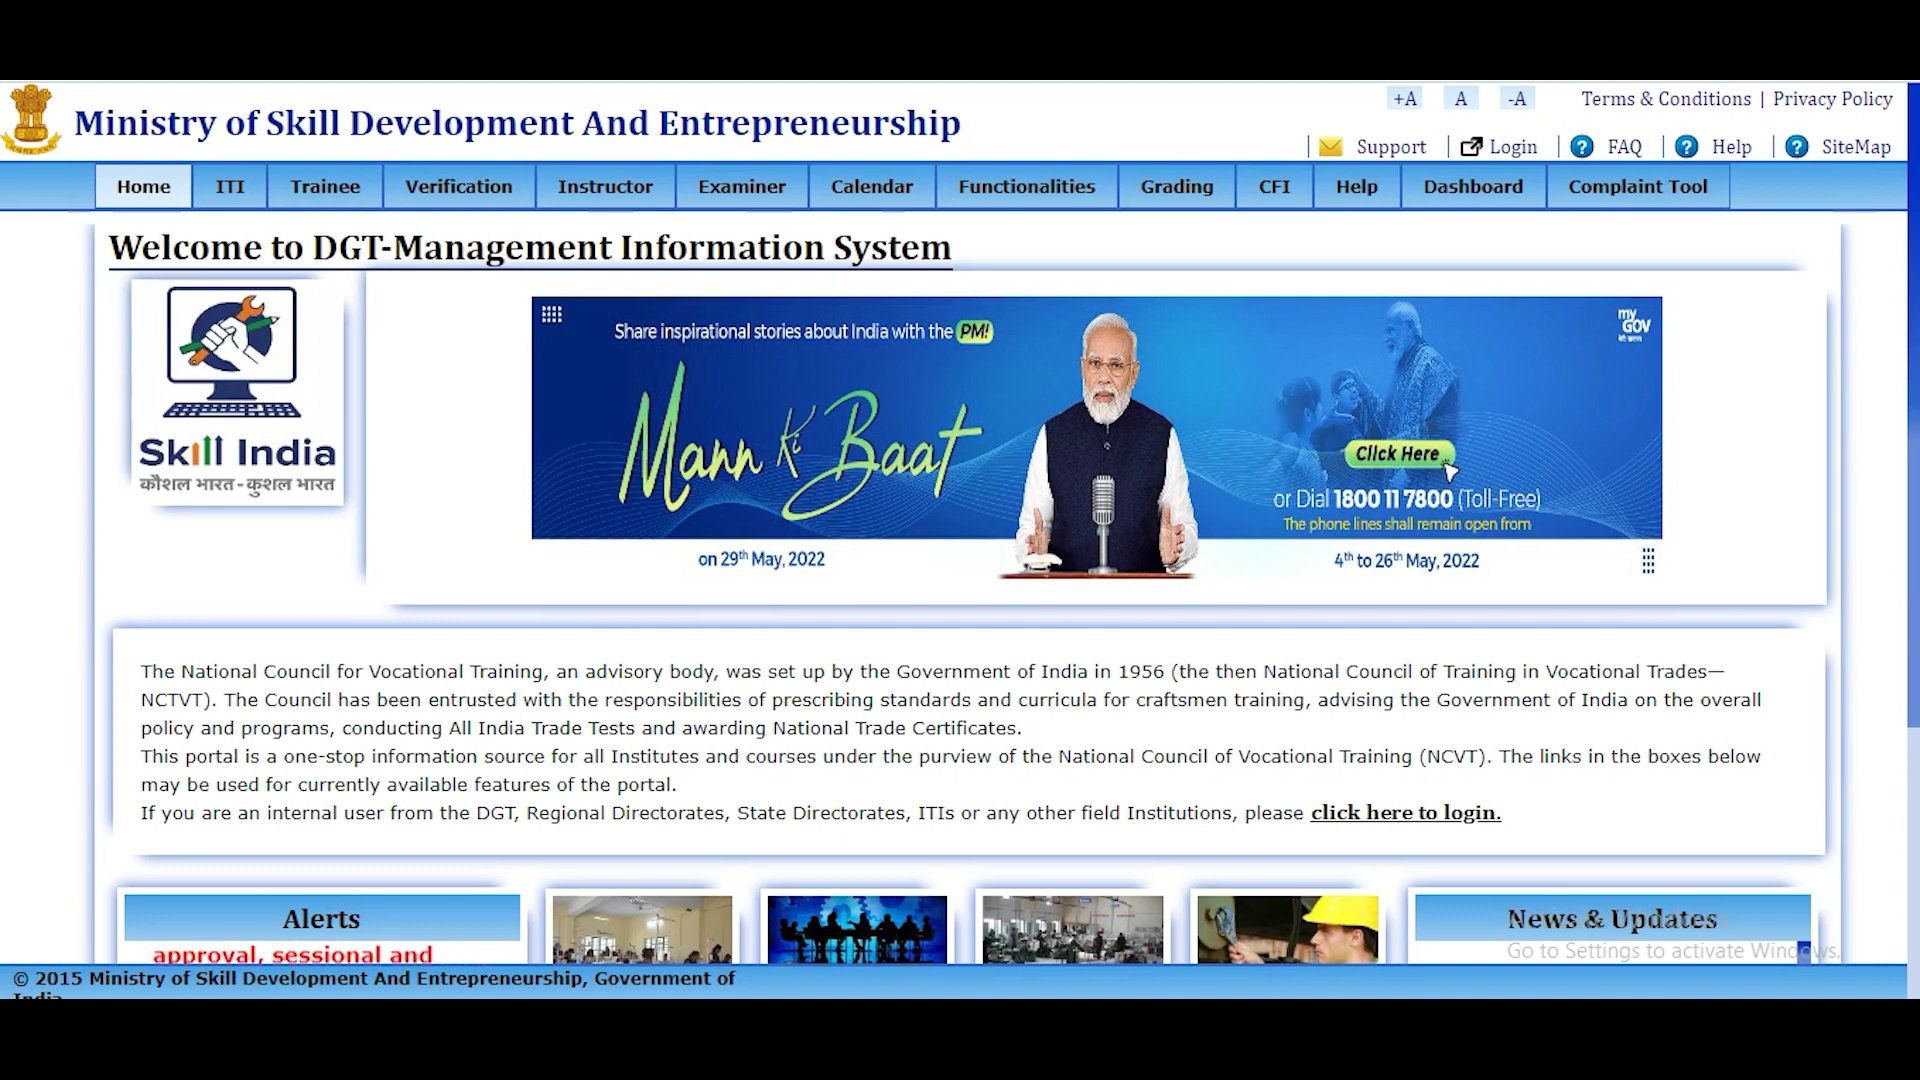 +A A -A Terms & Conditions | Privacy Policy
Ministry of Skill Development And Entrepreneurship
Support Login FAQ Help SiteMap
Home ITI Trainee Verification Instructor Examiner Calendar Functionalities Grading CFI Help Dashboard Complaint Tool
Welcome to DGT-Management Information System
Skill India
कौशल भारत-कुशल भारत
Share inspirational stories about India with the PM!
Mann Ki Baat
on 29th May, 2022
my
GOV
Click Here
or Dial 1800 11 7800 (Toll-Free)
The phone lines shall remain open from
4th to 26th May, 2022
The National Council for Vocational Training, an advisory body, was set up by the Government of India in 1956 (the then National Council of Training in Vocational Trades—
NCTVT). The Council has been entrusted with the responsibilities of prescribing standards and curricula for craftsmen training, advising the Government of India on the overall
policy and programs, conducting All India Trade Tests and awarding National Trade Certificates.
This portal is a one-stop information source for all Institutes and courses under the purview of the National Council of Vocational Training (NCVT). The links in the boxes below
may be used for currently available features of the portal.
If you are an internal user from the DGT, Regional Directorates, State Directorates, ITIs or any other field Institutions, please click here to login.
Alerts
approval, sessional and
News & Updates
Go to Settings to activate Windows.
© 2015 Ministry of Skill Development And Entrepreneurship, Government of
India